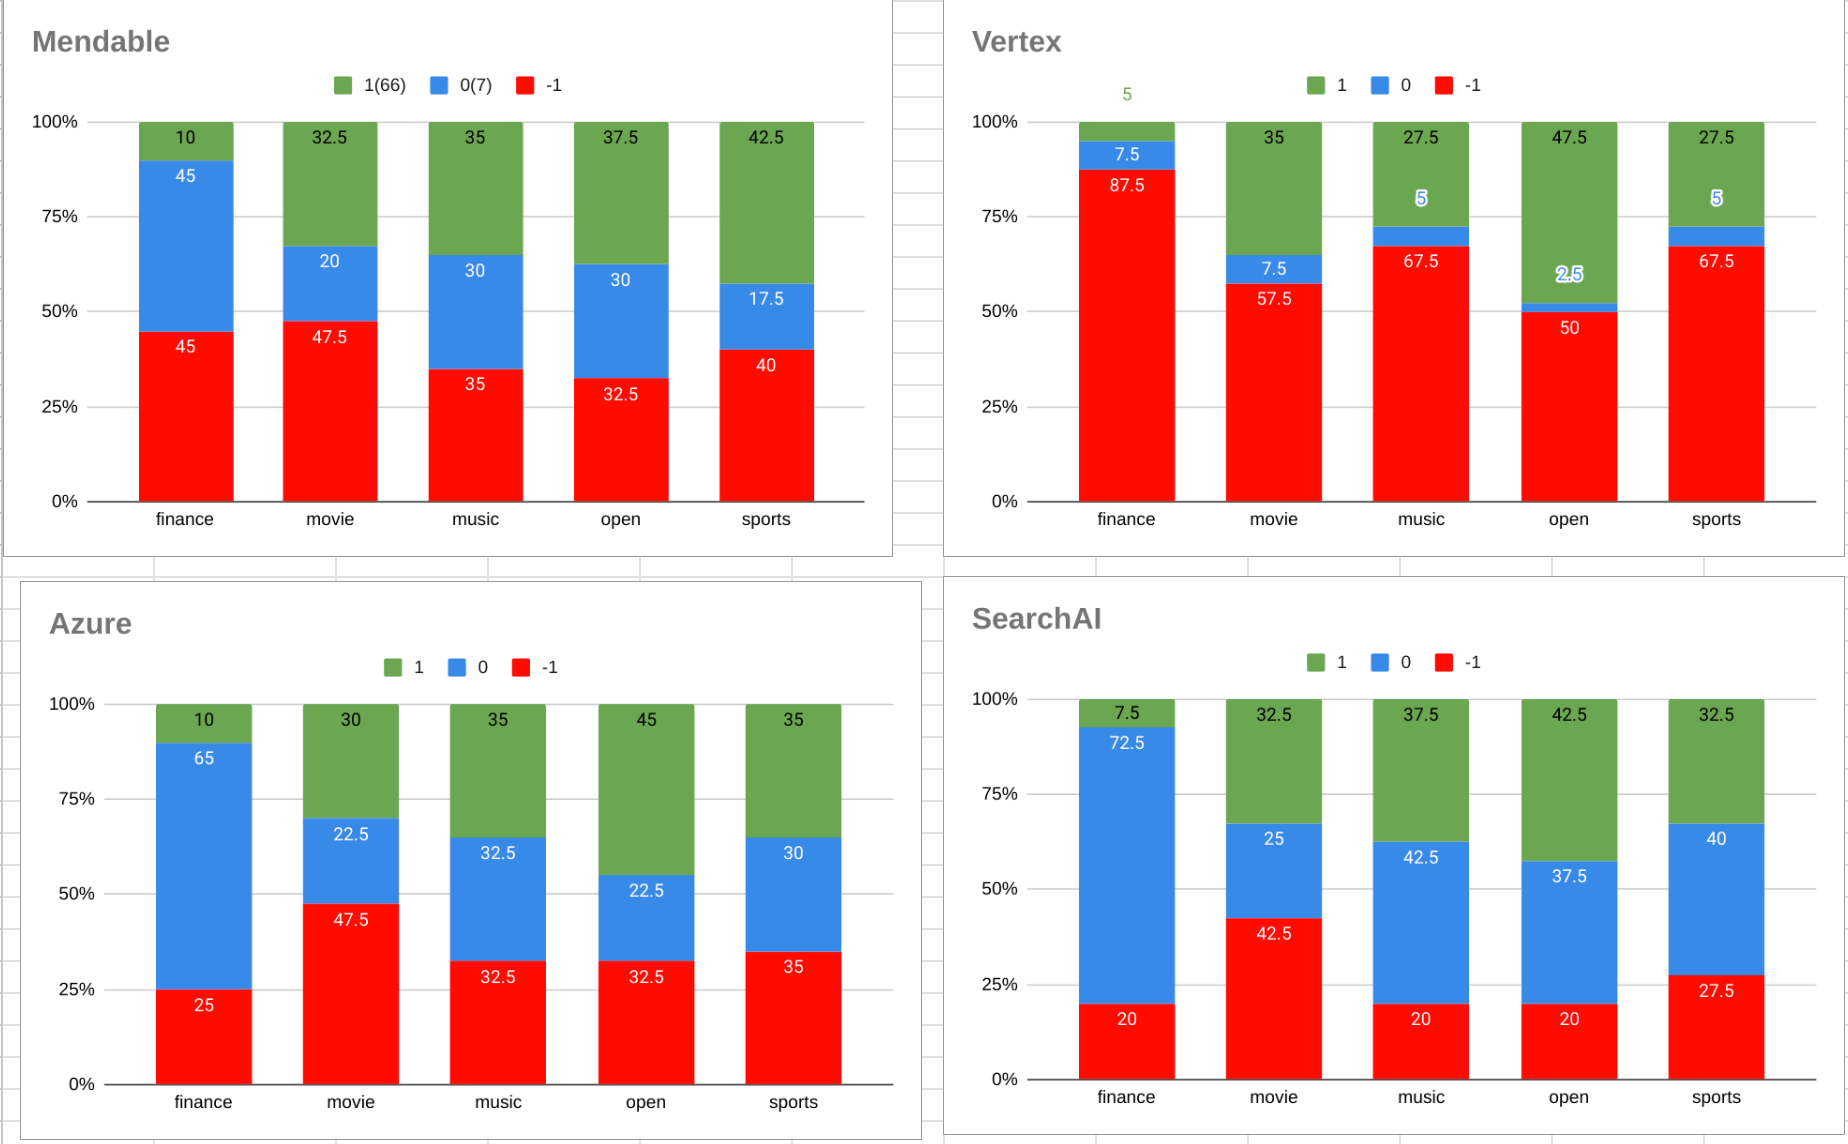 Mendable
1(66) 0(7) -1
100%
75%
50%
25%
0%
10 32.5 35 37.5 42.5
45 20 30 30 17.5
45 47.5 35 32.5 40
finance movie music open sports
Vertex
1 0 -1
5
100%
75%
50%
25%
0%
35 27.5 47.5 27.5
7.5 7.5 5 2.5 5
87.5 57.5 67.5 50 67.5
finance movie music open sports
Azure
1 0 -1
100%
75%
50%
25%
0%
10 30 35 45 35
65 22.5 32.5 22.5 30
25 47.5 32.5 32.5 35
finance movie music open sports
SearchAI
1 0 -1
100%
75%
50%
25%
0%
7.5 32.5 37.5 42.5 32.5
72.5 25 42.5 37.5 40
20 42.5 20 20 27.5
finance movie music open sports